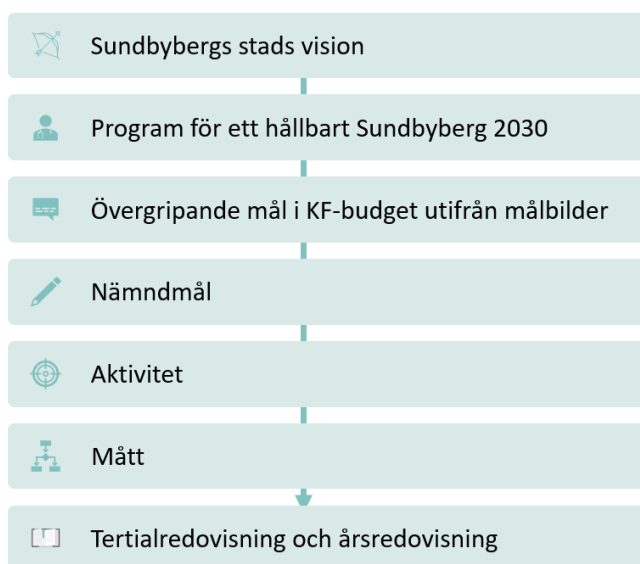 Sundbybergs stads vision
Program för ett hållbart Sundbyberg 2030
Övergripande mål i KF-budget utifrån målbilder
Nämndmål
Aktivitet
Mått
Tertialredovisning och årsredovisning